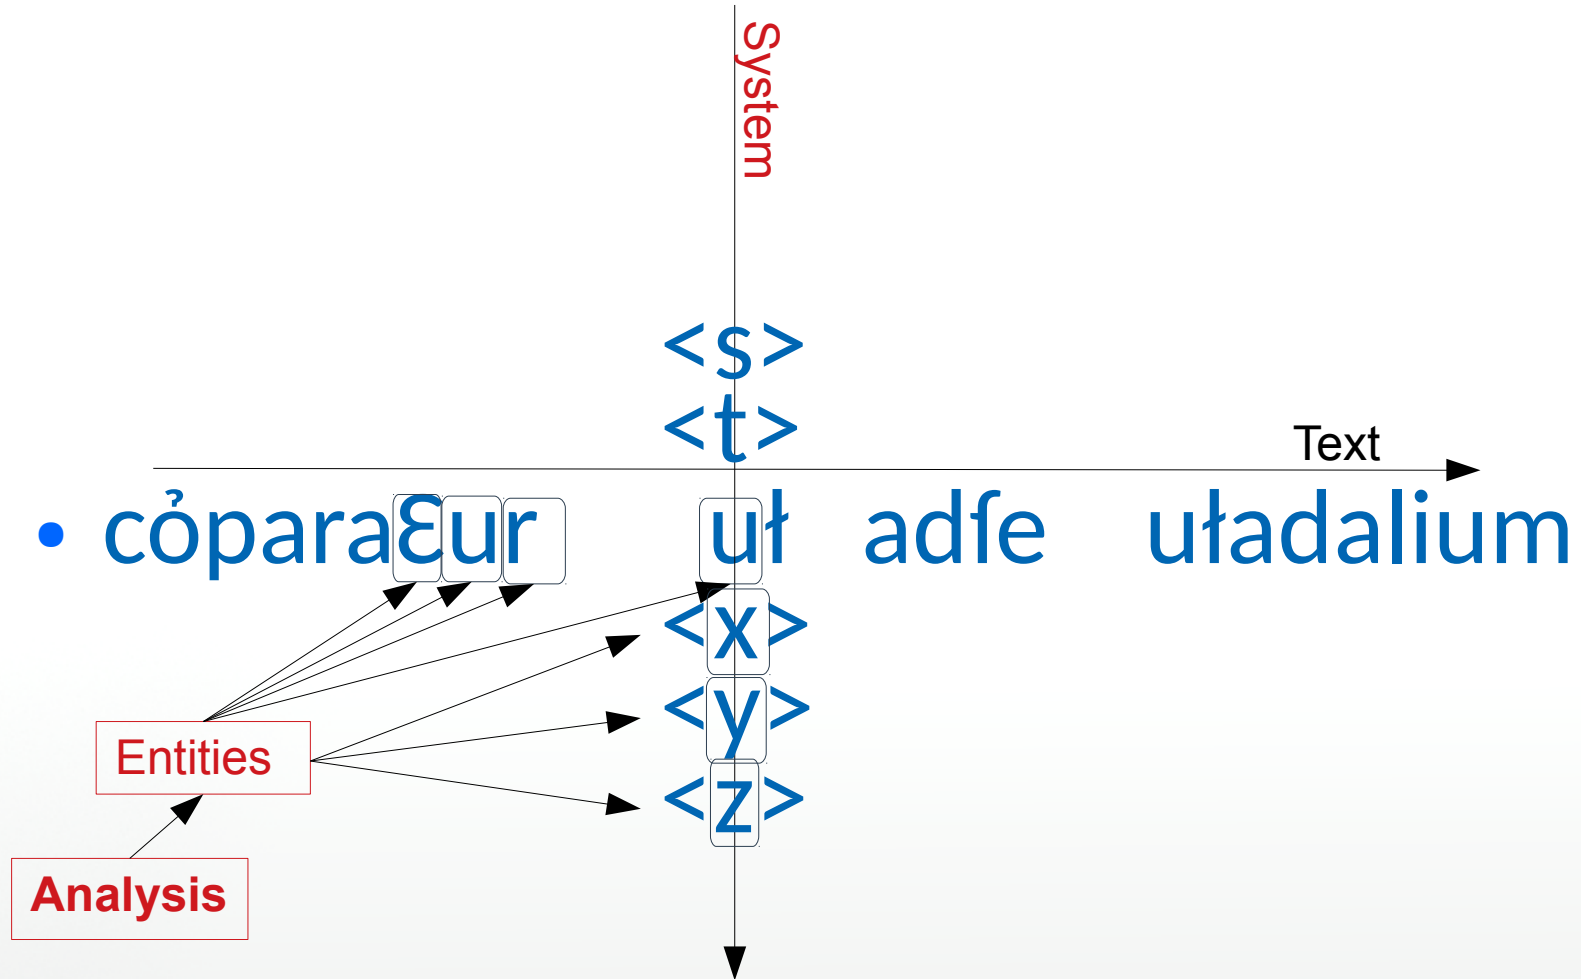 System
<s>
<t>
Text
• cỏparaƐur uł adſe uładalium
<x>
<y>
Entities
<z>
Analysis